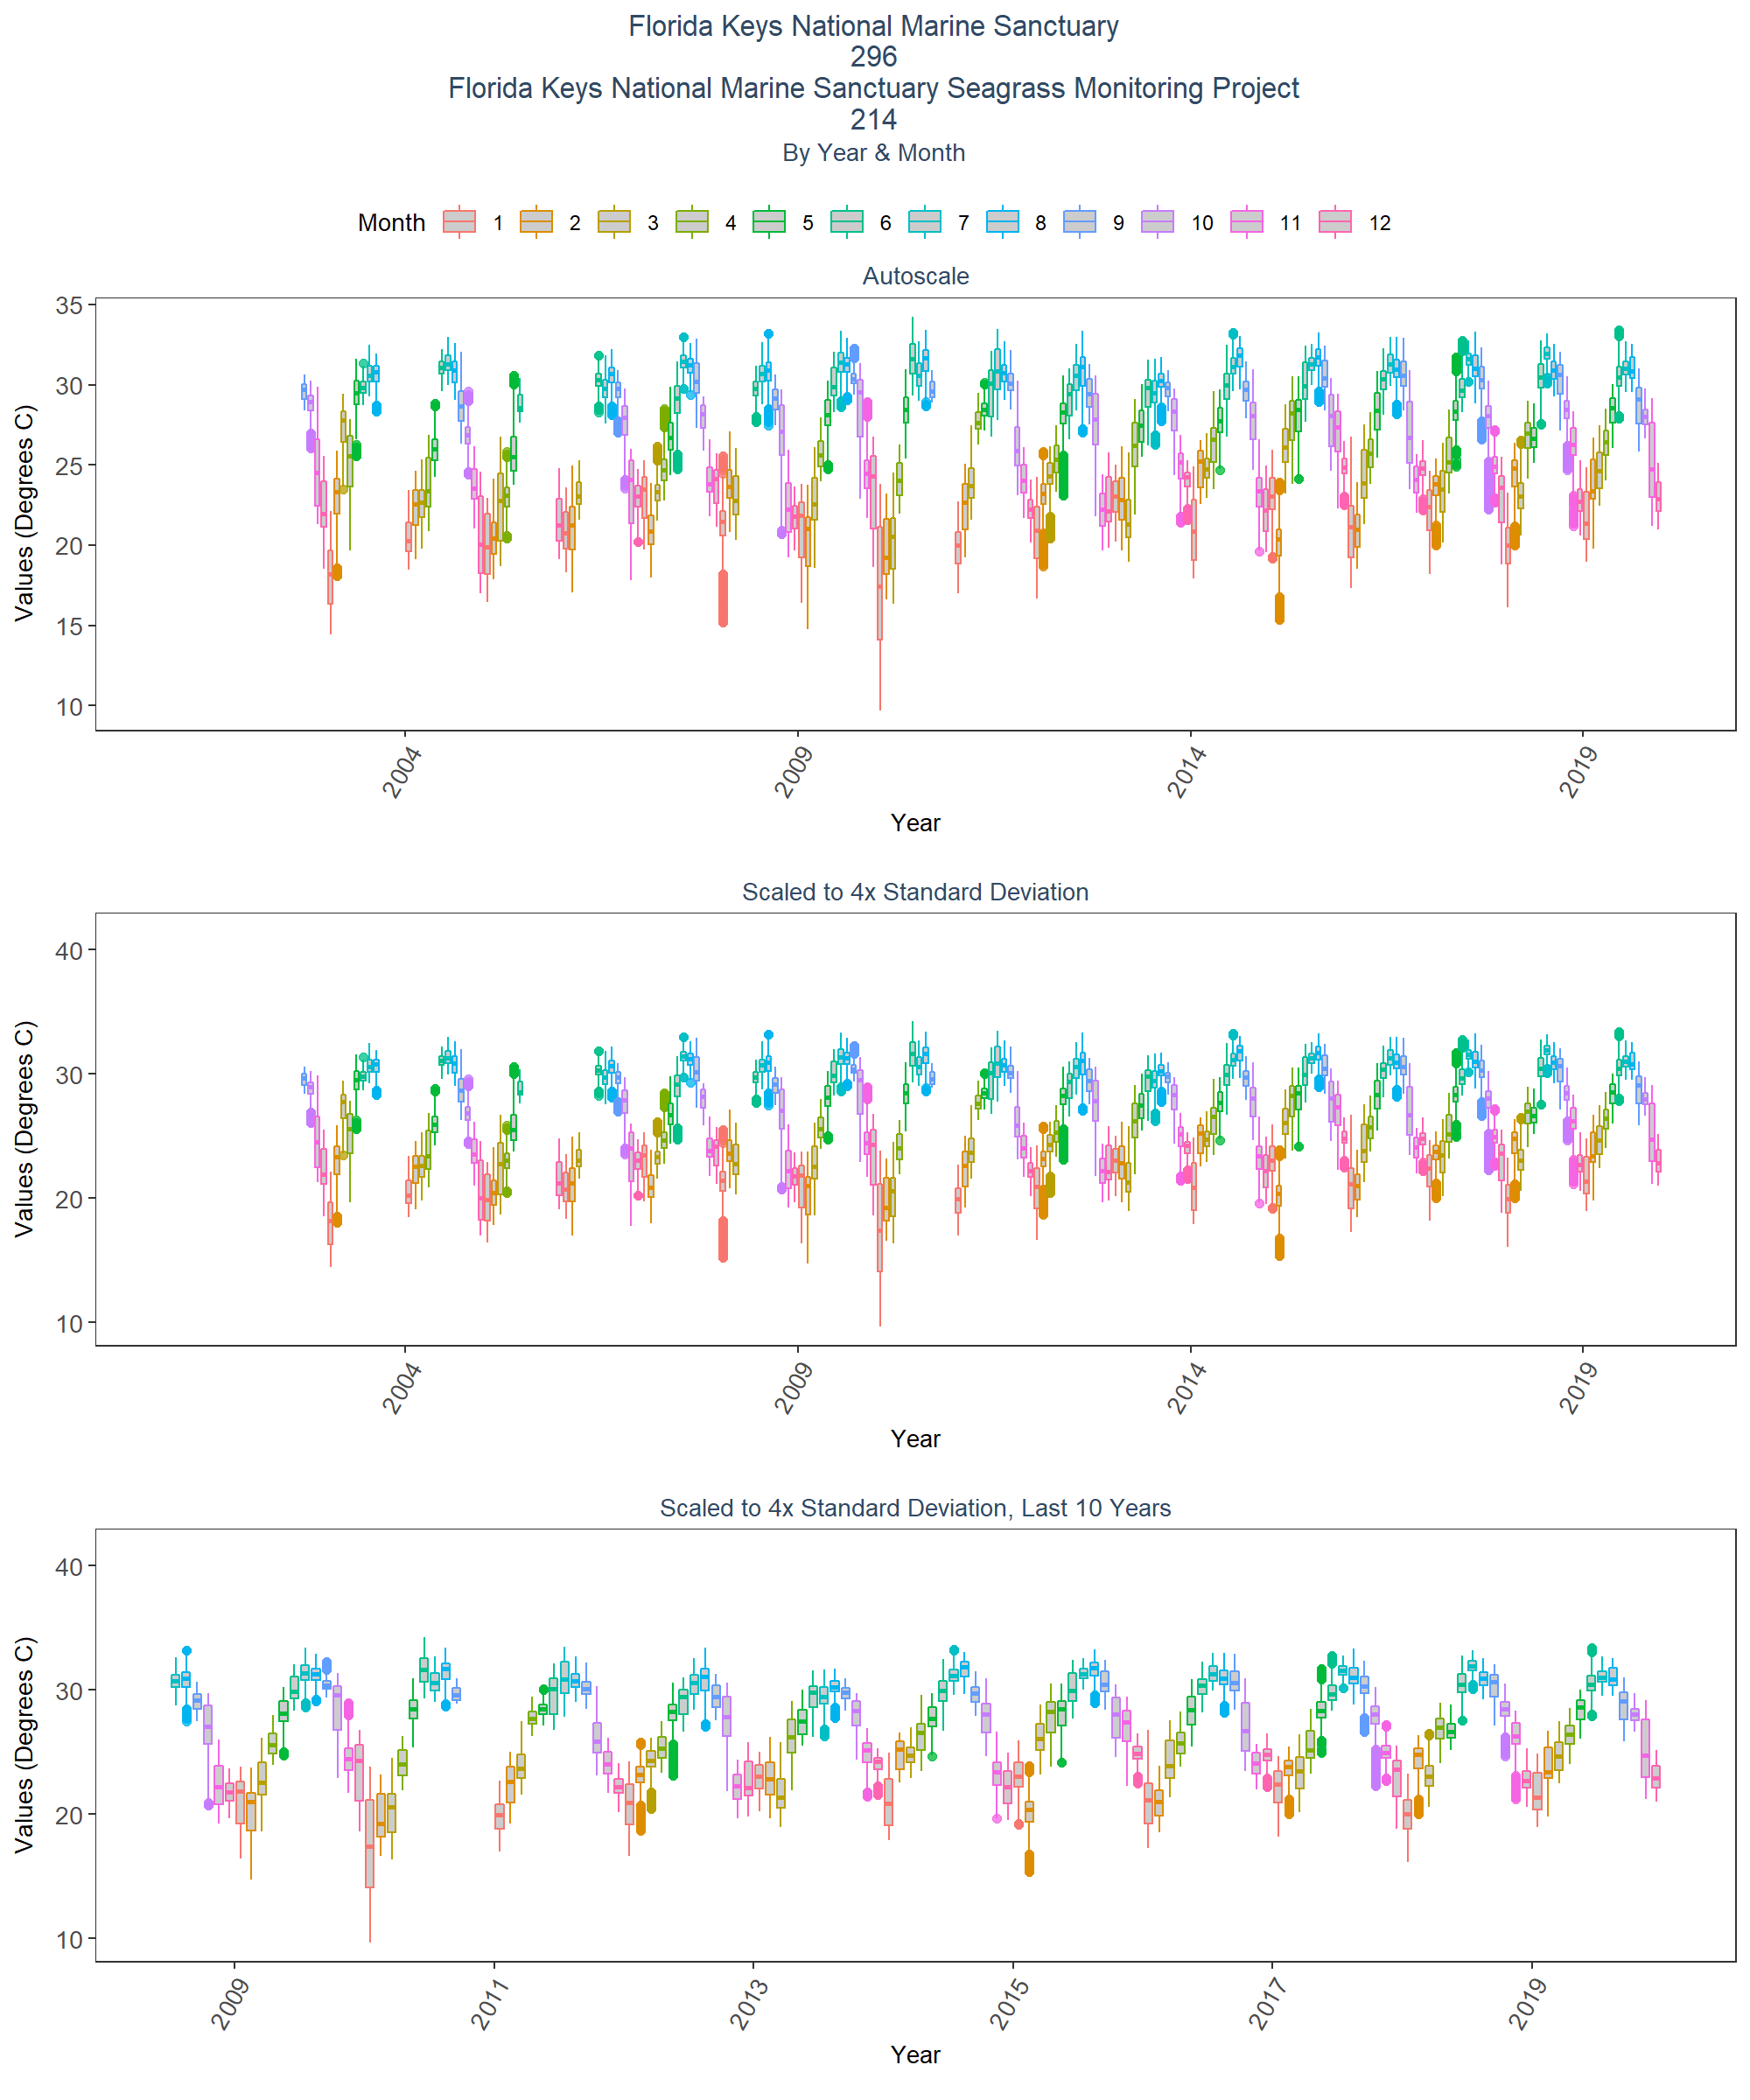 Florida Keys National Marine Sanctuary
296
Florida Keys National Marine Sanctuary Seagrass Monitoring Project
214
By Year & Month
Month 1 2 3 4 5 6 7 8 9 10 11 12
Autoscale
Values (Degrees C)
35
30
25
20
15
10
2004 2009 2014 2019
Year
Scaled to 4x Standard Deviation
Values (Degrees C)
40
30
20
10
2004 2009 2014 2019
Year
Scaled to 4x Standard Deviation, Last 10 Years
Values (Degrees C)
40
30
20
10
2009 2011 2013 2015 2017 2019
Year